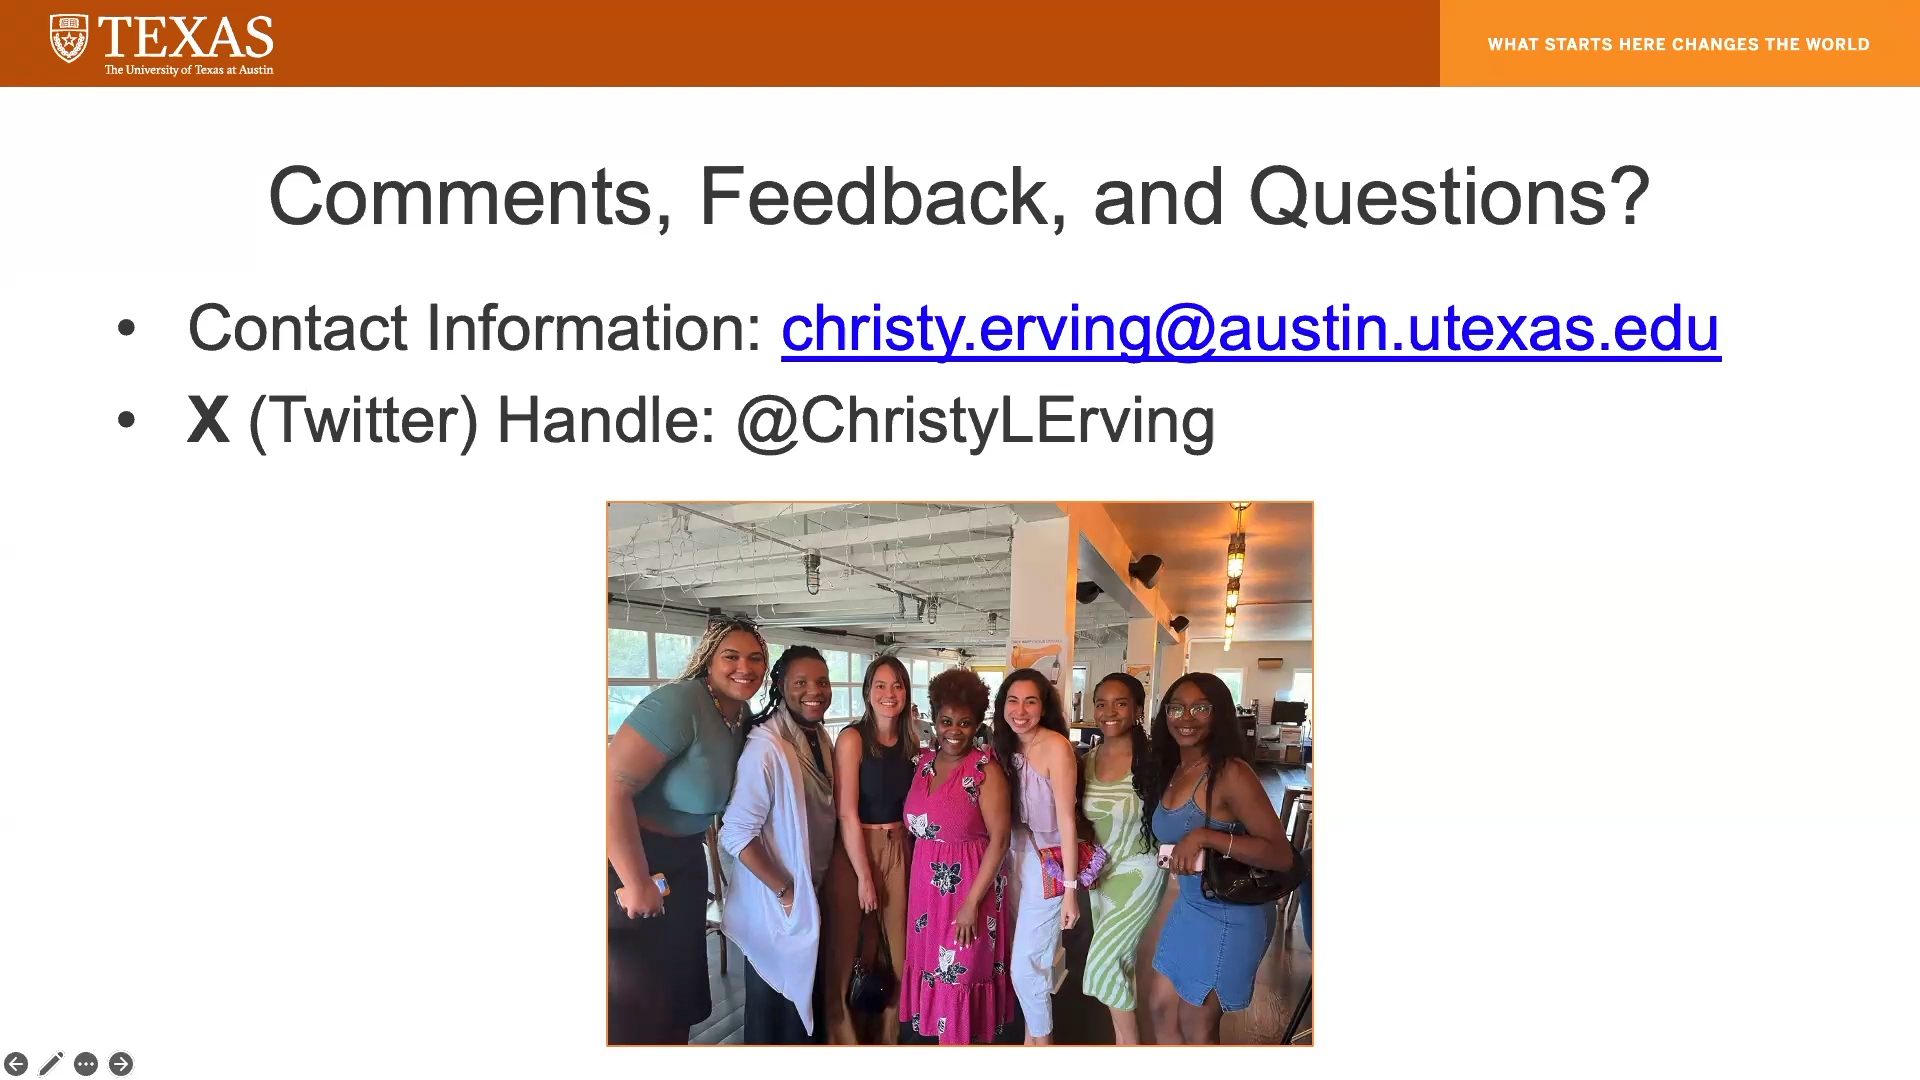 TEXAS
The University of Texas at Austin
WHAT STARTS HERE CHANGES THE WORLD
Comments, Feedback, and Questions?
• Contact Information: christy.erving@austin.utexas.edu
• X (Twitter) Handle: @ChristyLErving